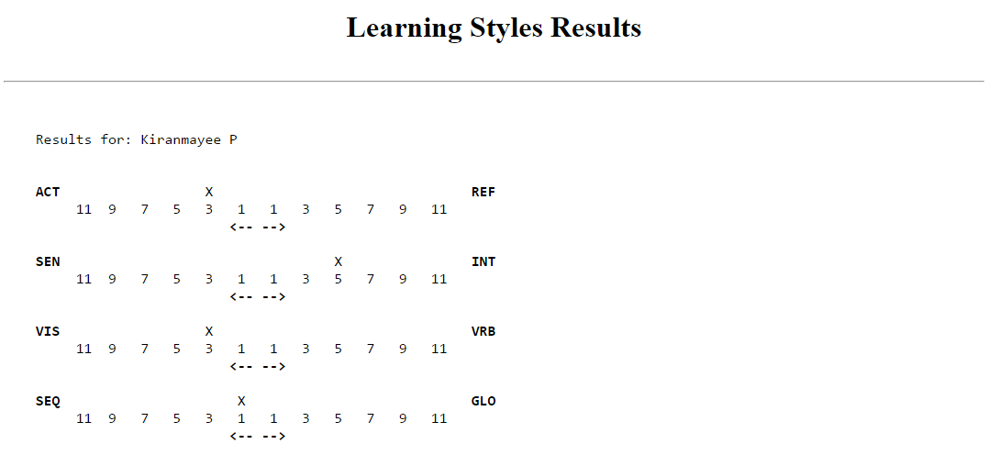 Learning Styles Results
Results for: Kiranmayee P
ACT X REF
11 9 7 5 3 1 1 3 5 7 9 11
<-- -->
SEN X INT
11 9 7 5 3 1 1 3 5 7 9 11
<-- -->
VIS X VRB
11 9 7 5 3 1 1 3 5 7 9 11
<-- -->
SEQ X GLO
11 9 7 5 3 1 1 3 5 7 9 11
<-- -->